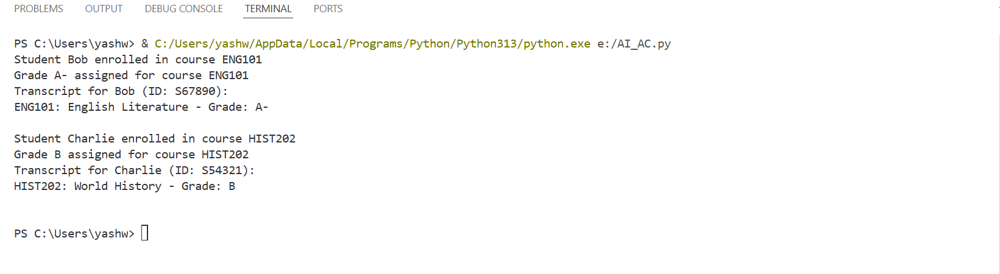 PROBLEMS OUTPUT DEBUG CONSOLE TERMINAL PORTS
PS C:\Users\yashw> & C:/Users/yashw/AppData/Local/Programs/Python/Python313/python.exe e:/AI_AC.py
Student Bob enrolled in course ENG101
Grade A- assigned for course ENG101
Transcript for Bob (ID: S67890):
ENG101: English Literature - Grade: A-
Student Charlie enrolled in course HIST202
Grade B assigned for course HIST202
Transcript for Charlie (ID: S54321):
HIST202: World History - Grade: B
PS C:\Users\yashw>